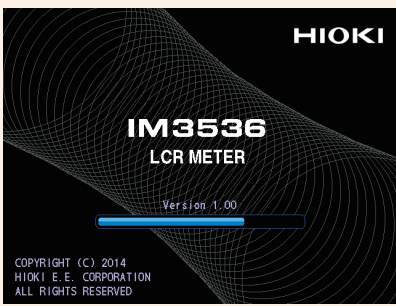 HIOKI
IM3536
LCR METER
Version 1.00
COPYRIGHT (C) 2014
HIOKI E.E. CORPORATION
ALL RIGHTS RESERVED